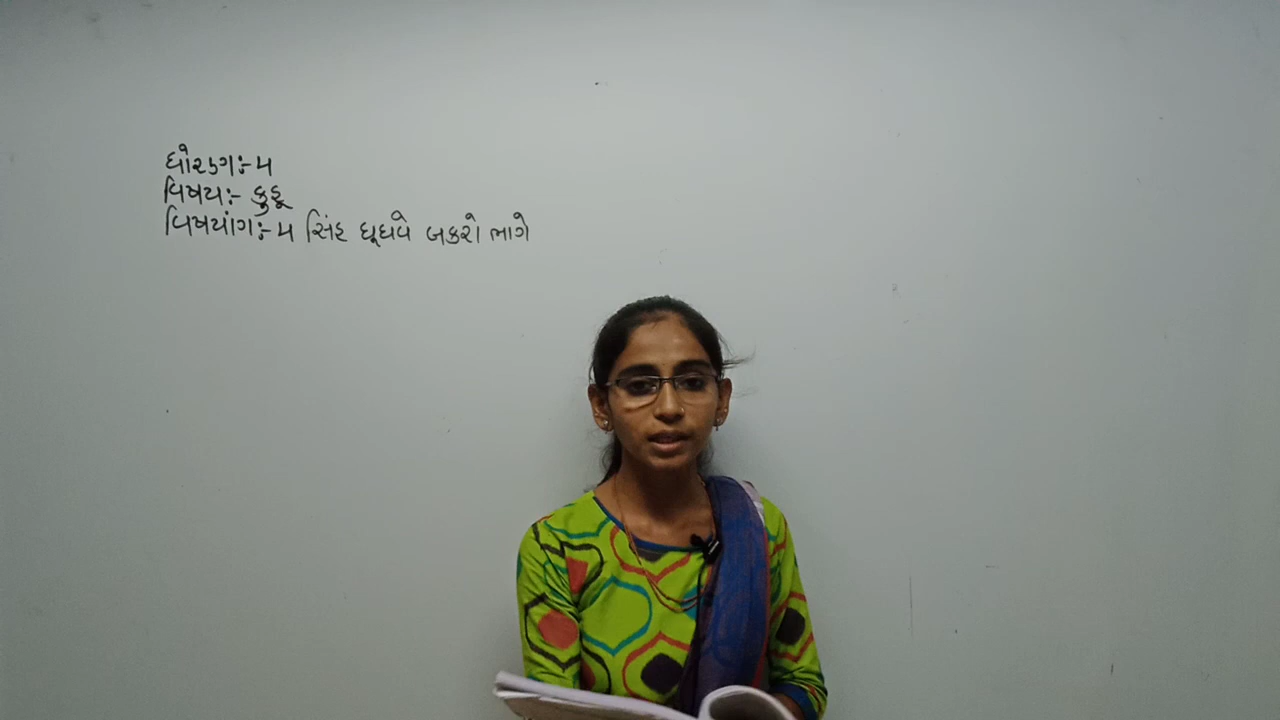 ધોરણ:- ૫
વિષય:- કુહૂ
વિષયાંગ:- ૫ સિંહ ઘૂઘવે બકરો ભાગે